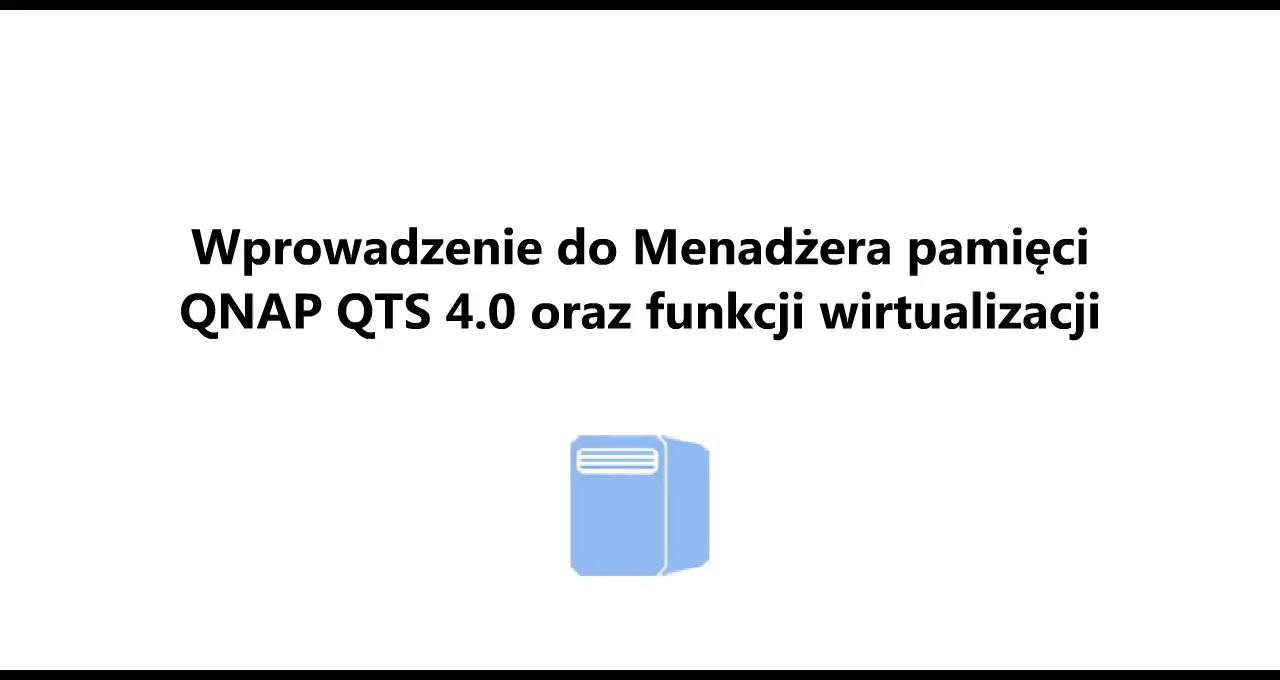 Wprowadzenie do Menadżera pamięci
QNAP QTS 4.0 oraz funkcji wirtualizacji